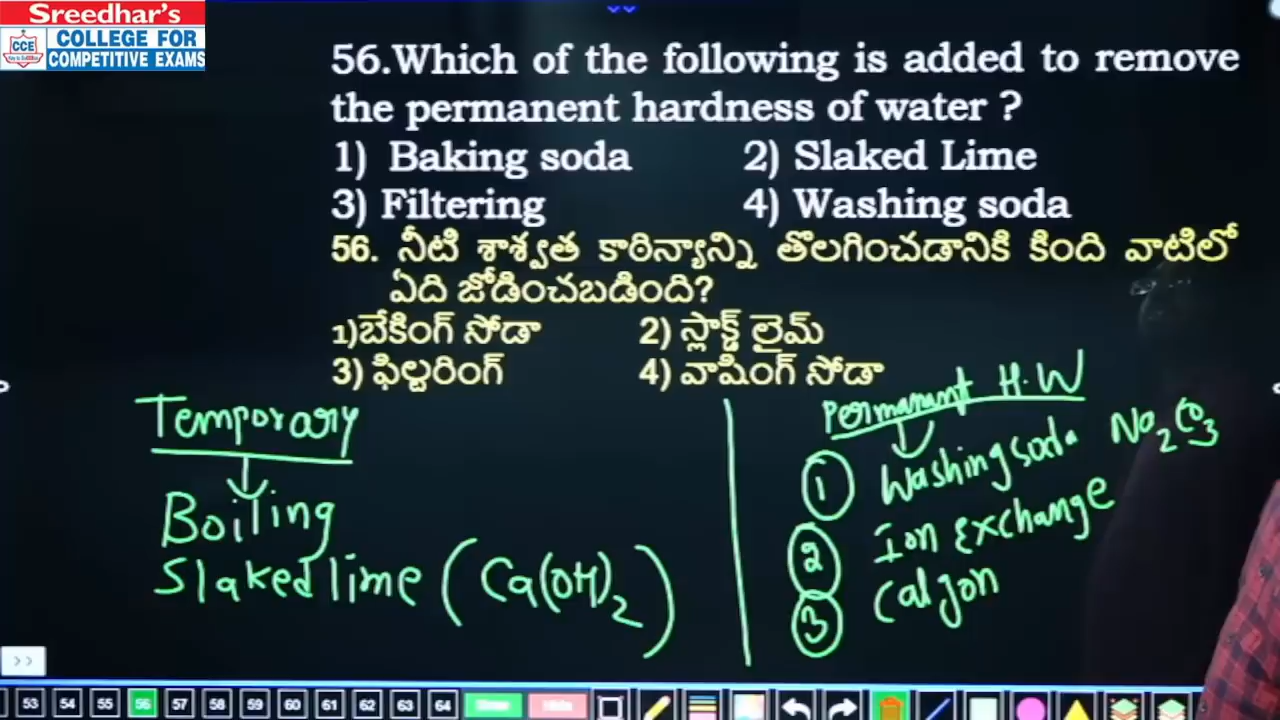 Sreedhar's
CCE
COLLEGE FOR
COMPETITIVE EXAMS
56.Which of the following is added to remove
the permanent hardness of water ?
1) Baking soda 2) Slaked Lime
3) Filtering 4) Washing soda
56. నీటి శాశ్వత కాఠిన్యాన్ని తొలగించడానికి కింది వాటిలో
ఏది జోడించబడింది?
1)బేకింగ్ సోడా 2) స్లాక్డ్ లైమ్
3) ఫిల్టరింగ్ 4) వాషింగ్ సోడా
Temporary
Boiling
Slaked lime (Ca(OH)2)
Permanant H.W
1 Washing soda Na2CO3
2 Ion exchange
3 Calgon
>>
53 54 55 56 57 58 59 60 61 62 63 64